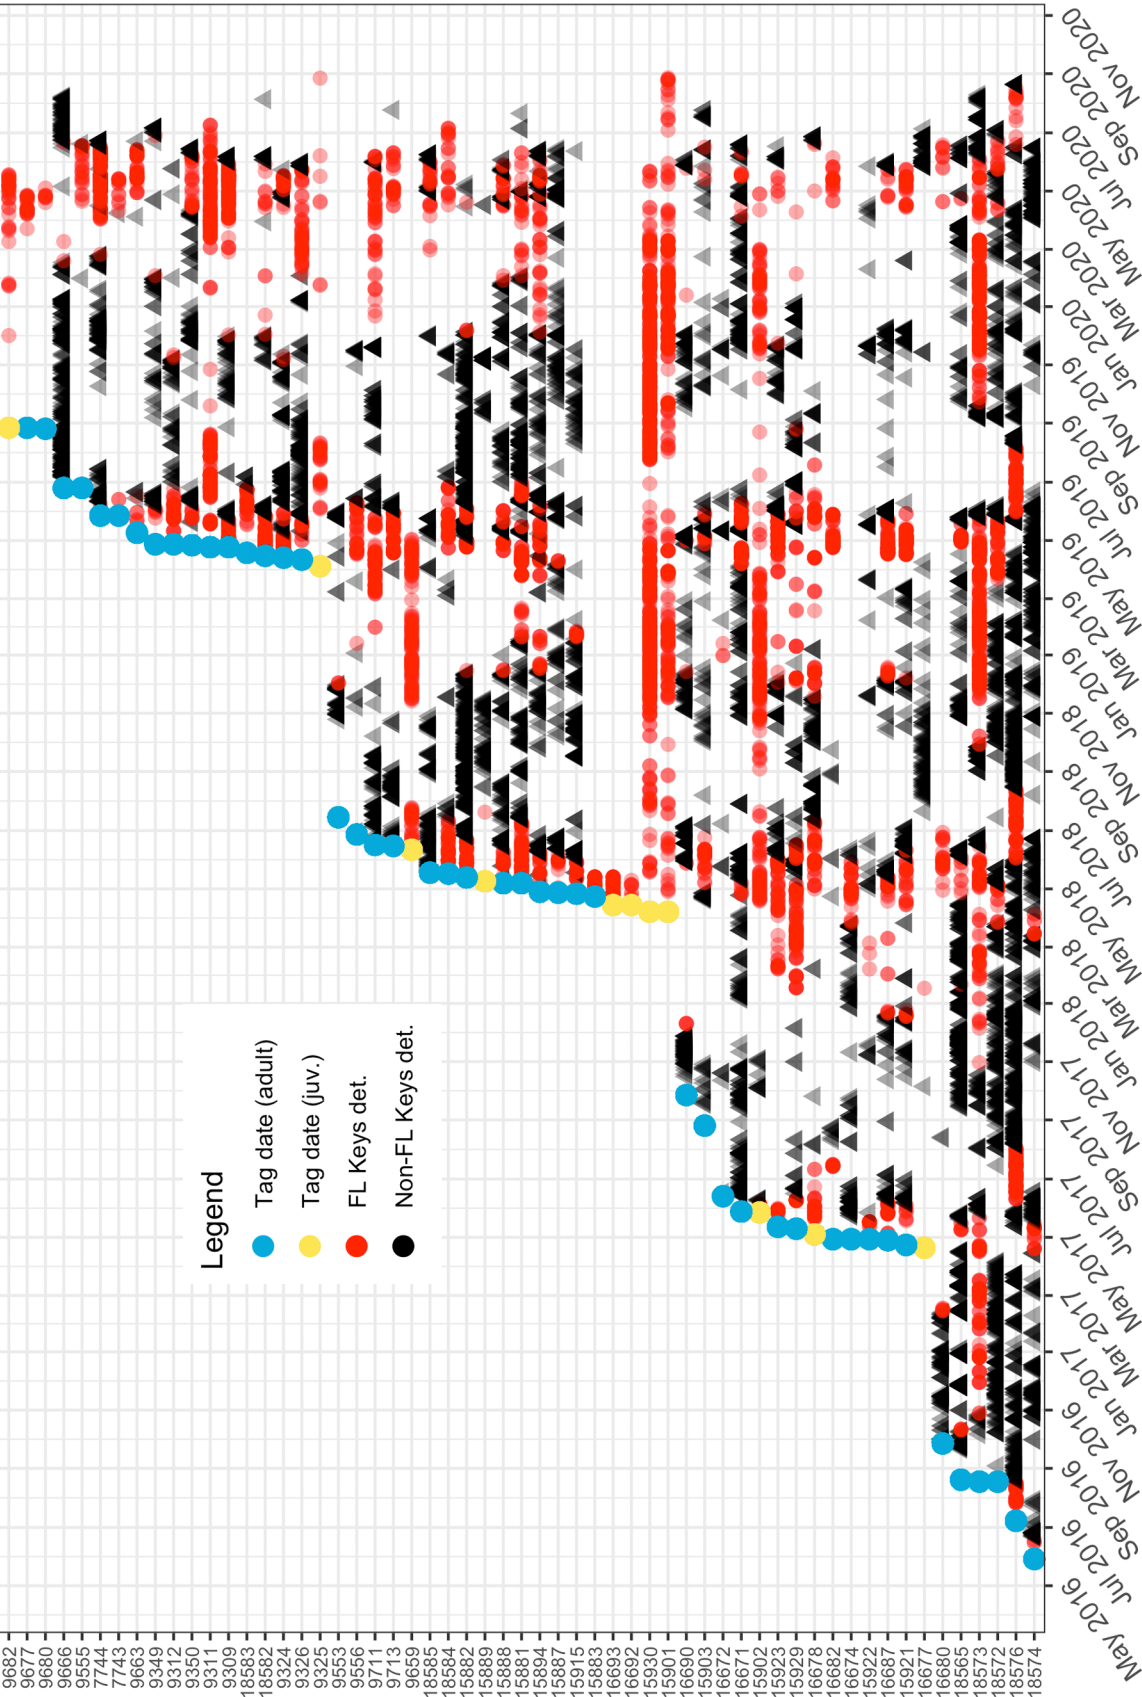 9682
9677
9680
9666
9555
7744
7743
9663
9349
9312
9350
9311
9309
18583
18582
9324
9326
9325
9553
9556
9711
9713
9659
18585
18584
15882
15889
15888
15881
15894
15887
15915
15883
16693
16692
15930
15901
16690
15903
16672
16671
15902
15923
15929
16678
16682
16674
15922
16687
15921
16677
16680
18565
18573
18572
18576
18574
Legend
Tag date (adult)
Tag date (juv.)
FL Keys det.
Non-FL Keys det.
May 2016
Jul 2016
Sep 2016
Nov 2016
Jan 2017
Mar 2017
May 2017
Jul 2017
Sep 2017
Nov 2017
Jan 2018
Mar 2018
May 2018
Jul 2018
Sep 2018
Nov 2018
Jan 2019
Mar 2019
May 2019
Jul 2019
Sep 2019
Nov 2019
Jan 2020
Mar 2020
May 2020
Jul 2020
Sep 2020
Nov 2020